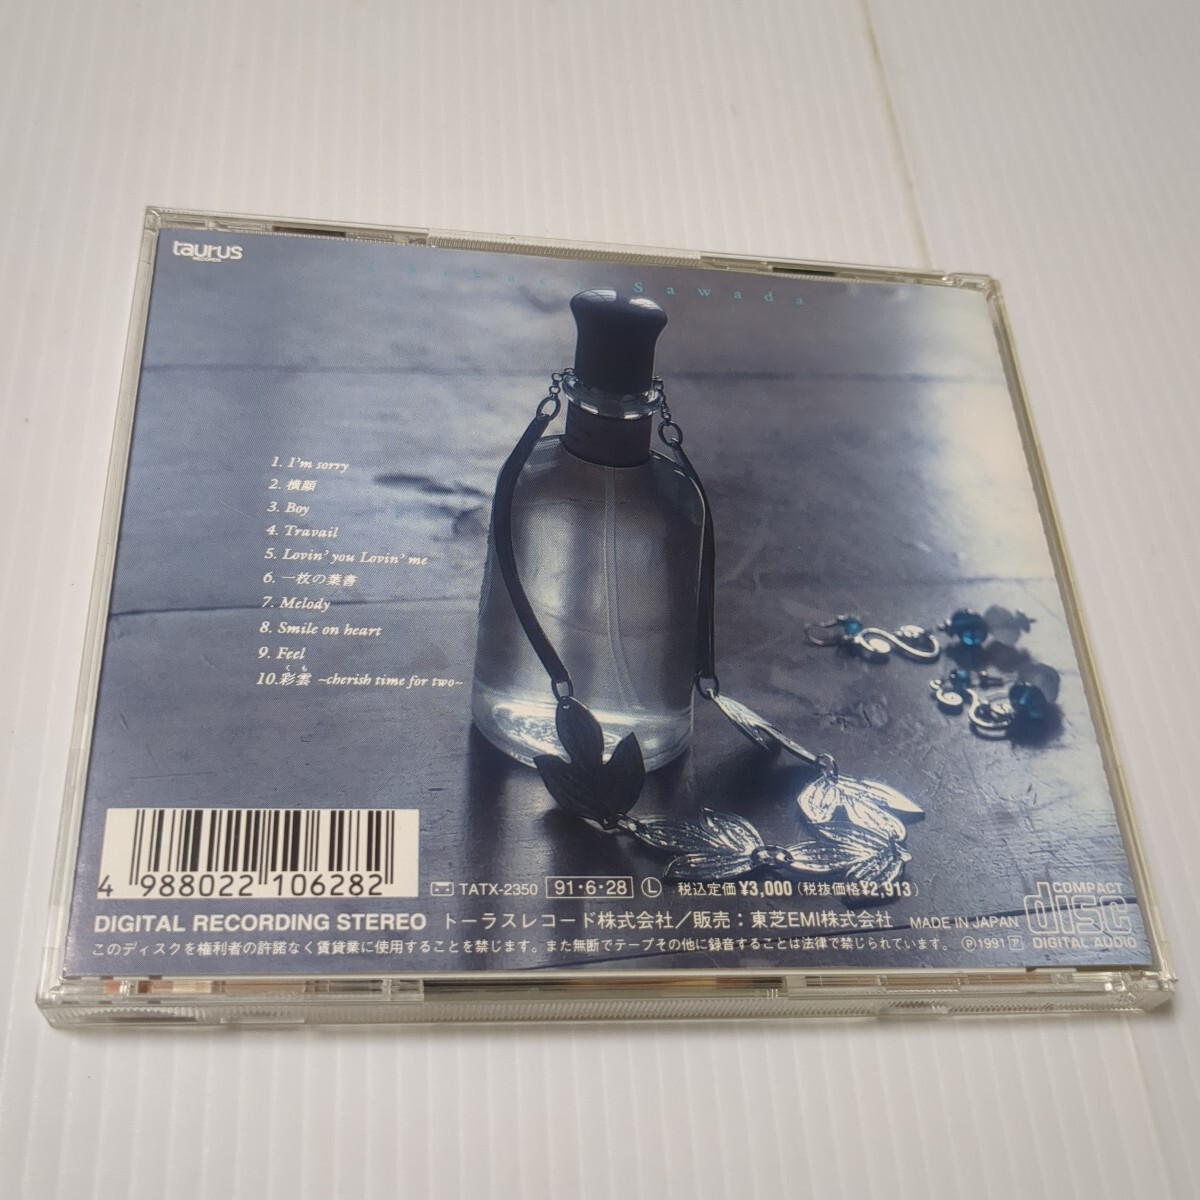 taurus
RECORDS
Sawada
1. I'm sorry
2. 横顔
3. Boy
4. Travail
5. Lovin' you Lovin' me
6. 一枚の葉書
7. Melody
8. Smile on heart
9. Feel
くも
10.彩雲 ~cherish time for two~
4 988022 106282
TATX-2350 91・6・28 Ⓛ 税込定価¥3,000(税抜価格¥2,913)
DIGITAL RECORDING STEREO トーラスレコード株式会社/販売:東芝EMI株式会社 MADE IN JAPAN
このディスクを権利者の許諾なく賃貸業に使用することを禁じます。また無断でテープその他に録音することは法律で禁じられています。 Ⓟ1991 ア
COMPACT
disc
DIGITAL AUDIO